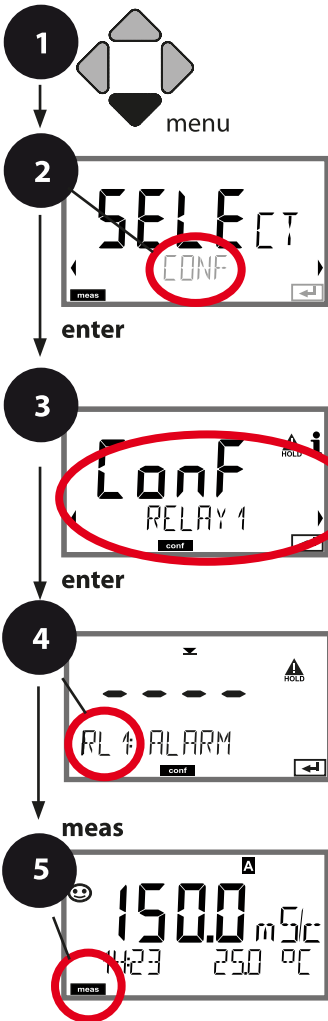 1
menu
2
SELECT
CONF
meas
enter
3
ConF
HOLD
i
RELAY 1
conf
enter
4
HOLD
RL 1: ALARM
conf
meas
5
A
150.0 mS/c
14:23 25.0 °C
meas